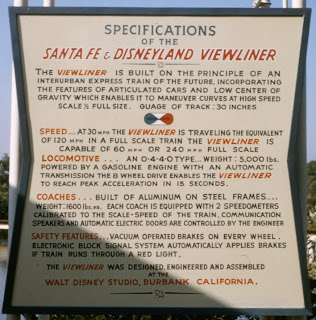 SPECIFICATIONS
OF THE
SANTA FE & DISNEYLAND VIEWLINER
THE VIEWLINER IS BUILT ON THE PRINCIPLE OF AN
INTERURBAN EXPRESS TRAIN OF THE FUTURE, INCORPORATING
THE FEATURES OF ARTICULATED CARS AND LOW CENTER OF
GRAVITY WHICH ENABLES IT TO MANEUVER CURVES AT HIGH SPEED
SCALE ½ FULL SIZE. GUAGE OF TRACK: 30 INCHES
SPEED... AT 30 MPH THE VIEWLINER IS TRAVELING THE EQUIVALENT
OF 120 MPH IN A FULL SCALE TRAIN THE VIEWLINER IS
CAPABLE OF 60 MPH OR 240 MPH FULL SCALE
LOCOMOTIVE... AN O-4-4-O TYPE... WEIGHT: 5,000 lbs.
POWERED BY A GASOLINE ENGINE WITH AN AUTOMATIC
TRANSMISSION THE 8 WHEEL DRIVE ENABLES THE VIEWLINER
TO REACH PEAK ACCELERATION IN 15 SECONDS.
COACHES... BUILT OF ALUMINUM ON STEEL FRAMES...
WEIGHT: 1600 lbs. ea. EACH COACH IS EQUIPPED WITH 2 SPEEDOMETERS
CALIBRATED TO THE SCALE-SPEED OF THE TRAIN, COMMUNICATION
SPEAKERS AND AUTOMATIC ELECTRIC DOORS ARE CONTROLLED BY THE ENGINEER
SAFETY FEATURES... VACUUM OPERATED BRAKES ON EVERY WHEEL.
ELECTRONIC BLOCK SIGNAL SYSTEM AUTOMATICALLY APPLIES BRAKES
IF TRAIN RUNS THROUGH A RED LIGHT.
THE VIEWLINER WAS DESIGNED, ENGINEERED AND ASSEMBLED
AT THE
WALT DISNEY STUDIO, BURBANK CALIFORNIA.